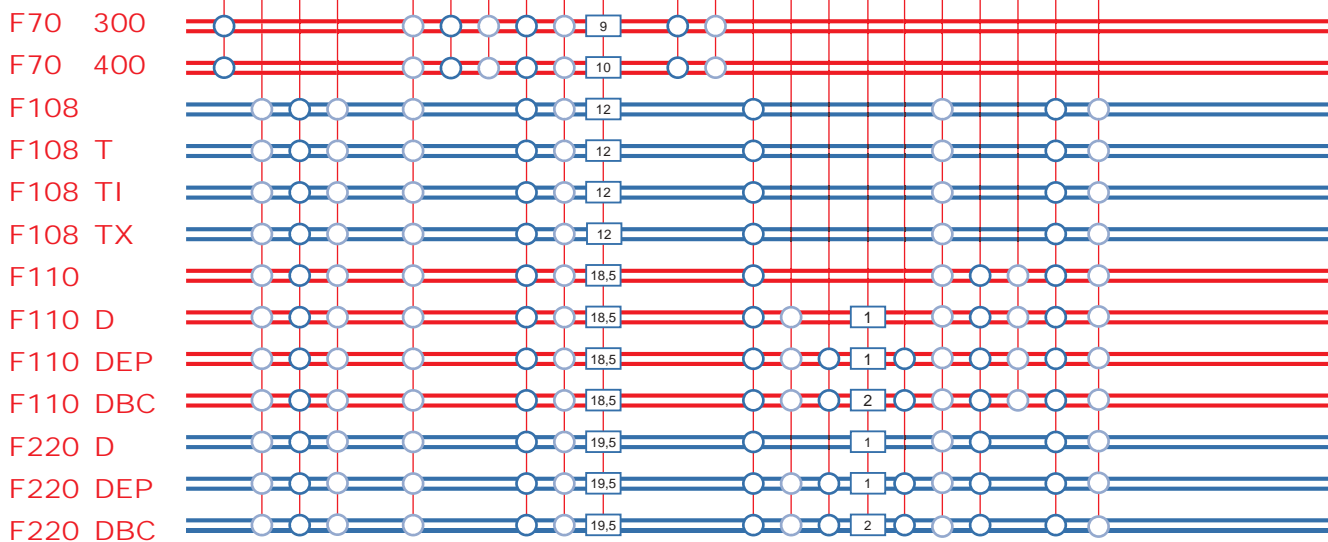 F70 300 9
F70 400 10
F108 12
F108 T 12
F108 TI 12
F108 TX 12
F110 18,5
F110 D 18,5 1
F110 DEP 18,5 1
F110 DBC 18,5 2
F220 D 19,5 1
F220 DEP 19,5 1
F220 DBC 19,5 2